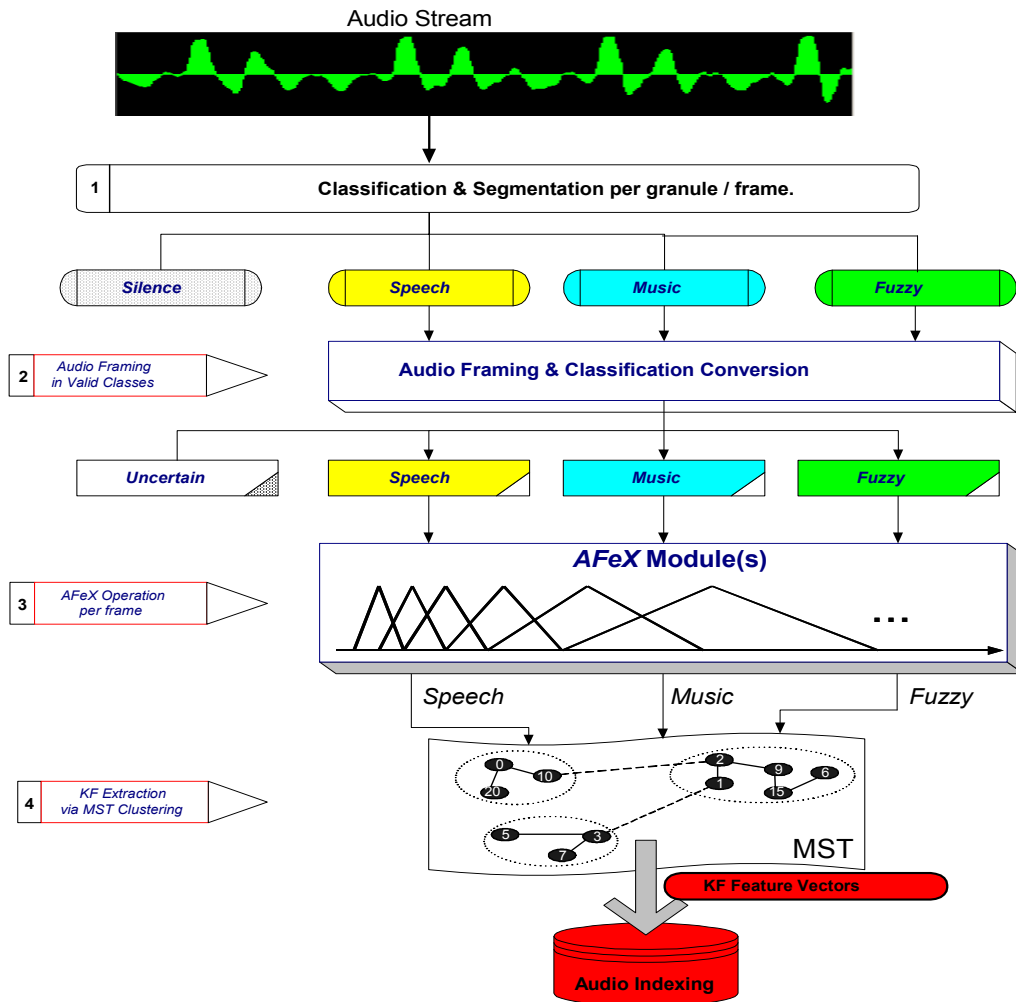 Audio Stream
1
Classification & Segmentation per granule / frame.
Silence
Speech
Music
Fuzzy
2
Audio Framing
in Valid Classes
Audio Framing & Classification Conversion
Uncertain
Speech
Music
Fuzzy
AFeX Module(s)
3
AFeX Operation
per frame
...
Speech
Music
Fuzzy
0
10
20
2
9
6
1
15
4
KF Extraction
via MST Clustering
5
3
7
MST
KF Feature Vectors
Audio Indexing